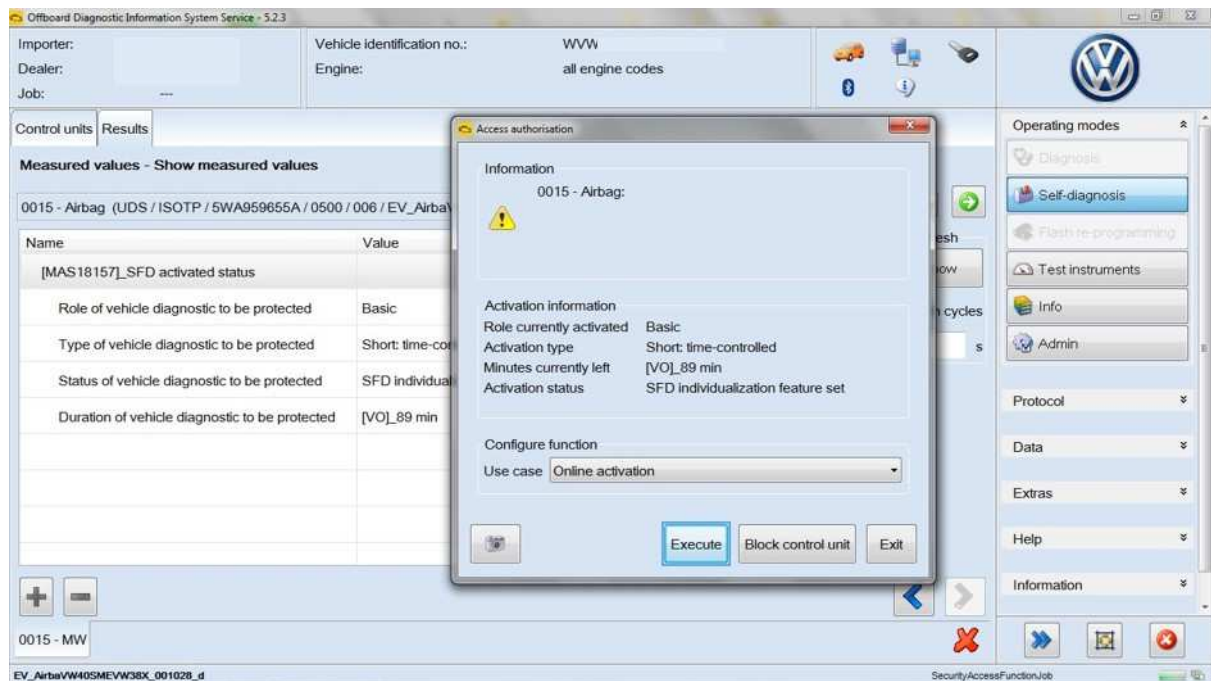 Offboard Diagnostic Information System Service - 5.2.3
Importer:
Dealer:
Job: ---
Vehicle identification no.: WVW
Engine: all engine codes
Control units Results
Measured values - Show measured values
0015 - Airbag (UDS / ISOTP / 5WA959655A / 0500 / 006 / EV_AirbaV
Name Value
[MAS18157]_SFD activated status
Role of vehicle diagnostic to be protected Basic
Type of vehicle diagnostic to be protected Short: time-co
Status of vehicle diagnostic to be protected SFD individual
Duration of vehicle diagnostic to be protected [VO]_89 min
esh
ow
cycles
s
0015 - MW
EV_AirbaVW40SMEVW38X_001028_d
Access authorisation
Information
0015 - Airbag:
Activation information
Role currently activated Basic
Activation type Short: time-controlled
Minutes currently left [VO]_89 min
Activation status SFD individualization feature set
Configure function
Use case Online activation
Execute Block control unit Exit
Operating modes
Diagnosis
Self-diagnosis
Flash re-programming
Test instruments
Info
Admin
Protocol
Data
Extras
Help
Information
SecurityAccessFunctionJob